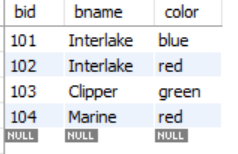 bid bname color
101 Interlake blue
102 Interlake red
103 Clipper green
104 Marine red
NULL NULL NULL